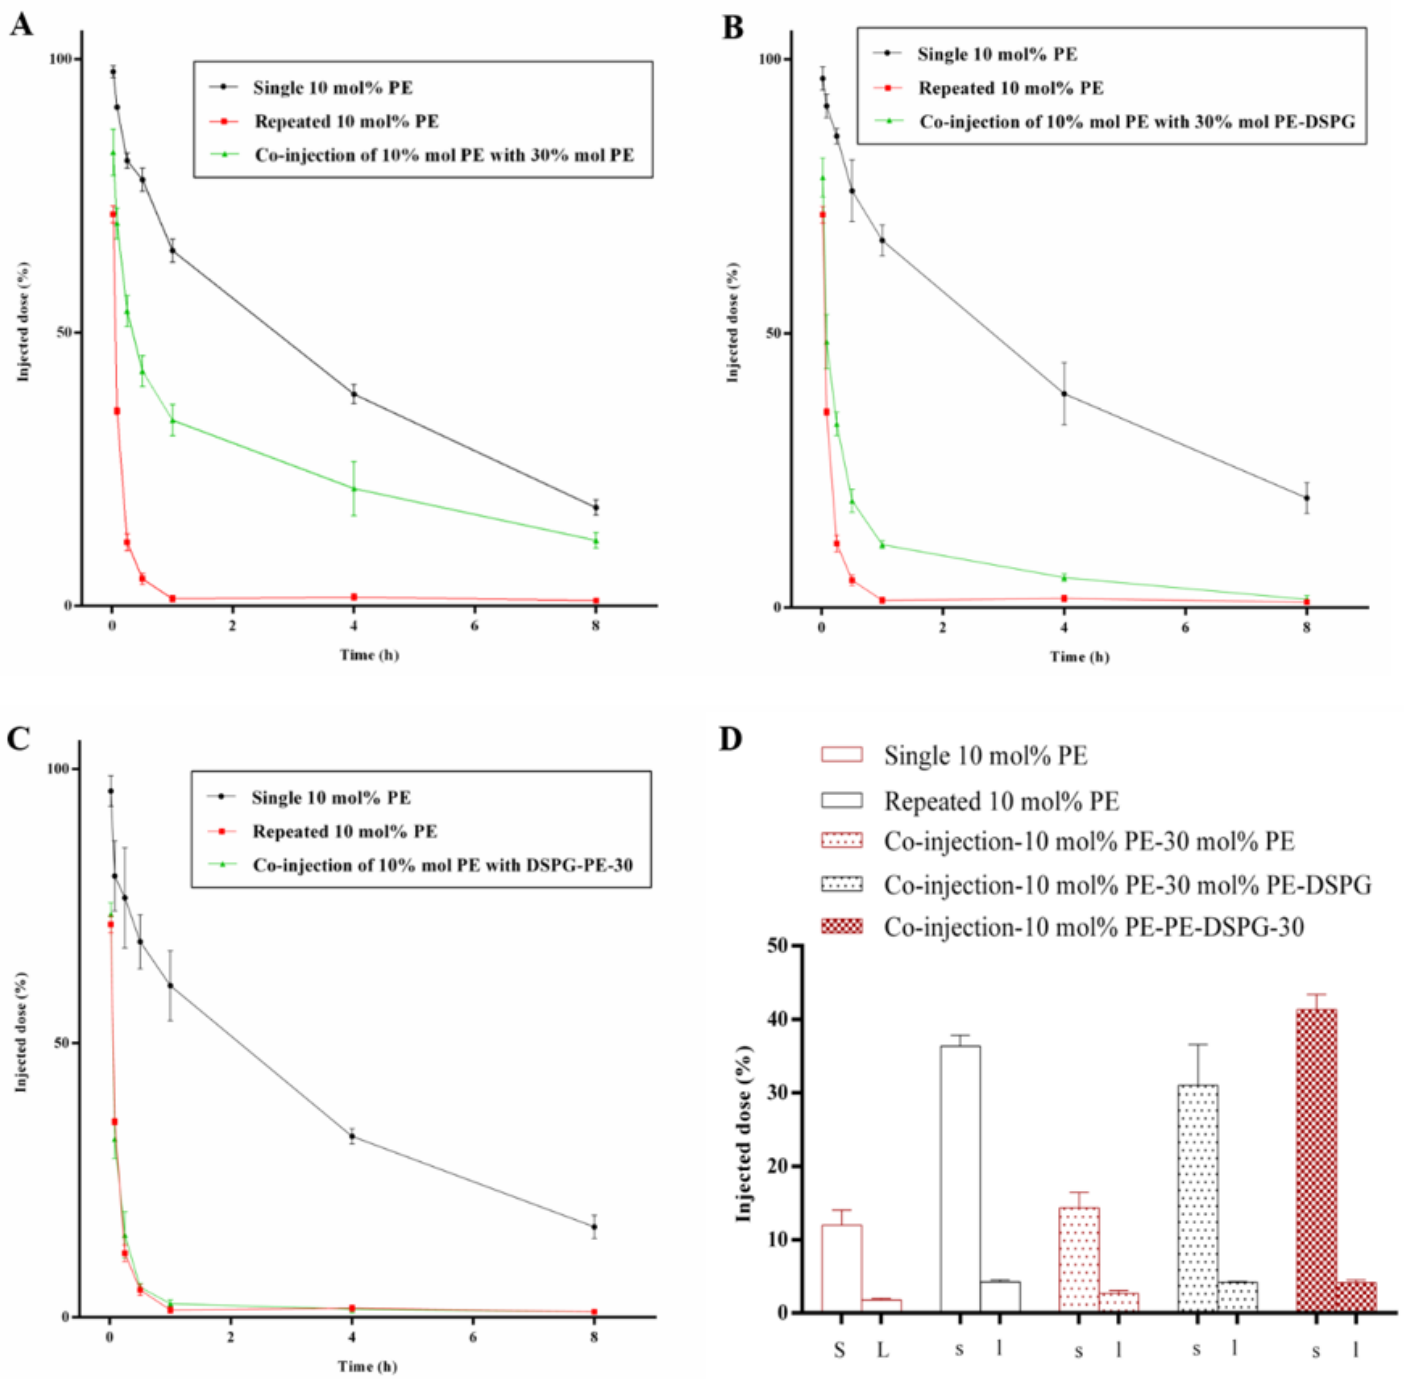 A
100
50
0
0 2 4 6 8
Injected dose (%)
Time (h)
Single 10 mol% PE
Repeated 10 mol% PE
Co-injection of 10% mol PE with 30% mol PE
B
100
50
0
0 2 4 6 8
Injected dose (%)
Time (h)
Single 10 mol% PE
Repeated 10 mol% PE
Co-injection of 10% mol PE with 30% mol PE-DSPG
C
100
50
0
0 2 4 6 8
Injected dose (%)
Time (h)
Single 10 mol% PE
Repeated 10 mol% PE
Co-injection of 10% mol PE with DSPG-PE-30
D
Single 10 mol% PE
Repeated 10 mol% PE
Co-injection-10 mol% PE-30 mol% PE
Co-injection-10 mol% PE-30 mol% PE-DSPG
Co-injection-10 mol% PE-PE-DSPG-30
50
40
30
20
10
0
Injected dose (%)
S L s l s l s l s l